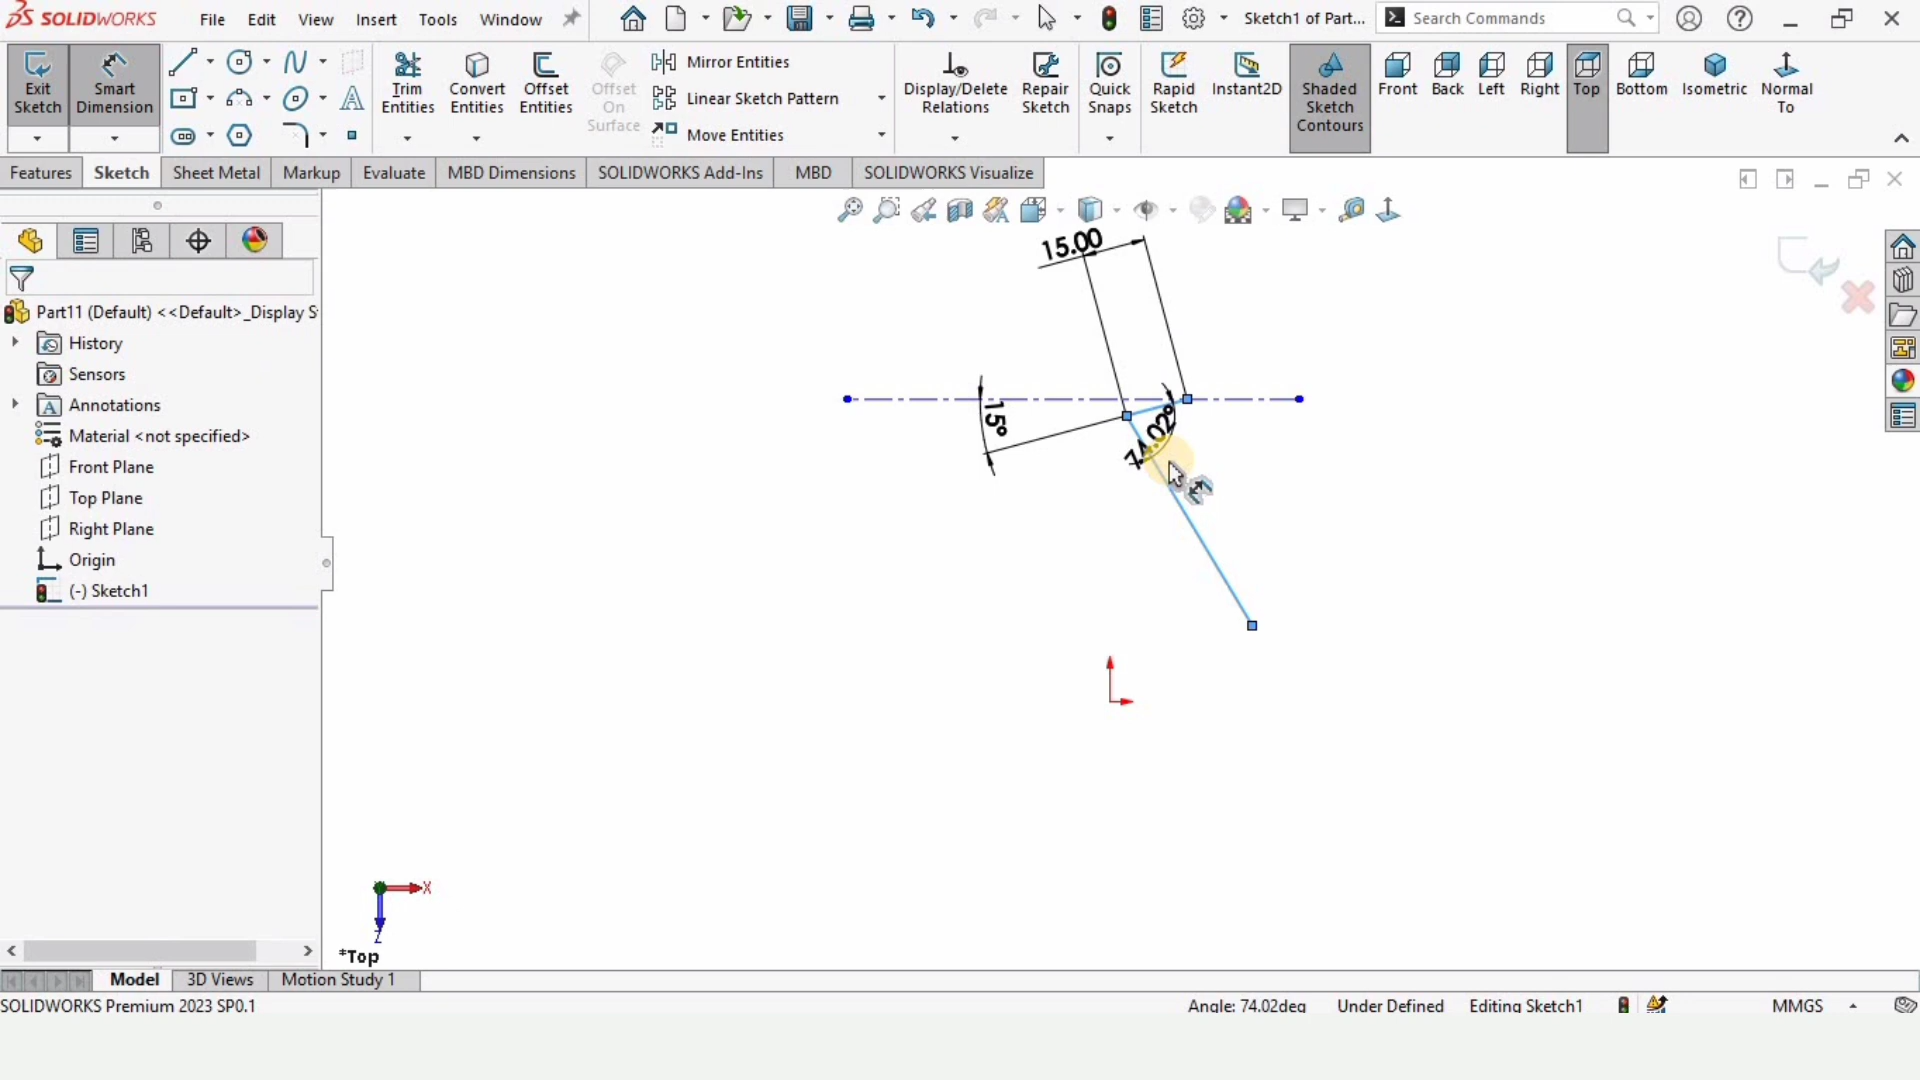 SOLIDWORKS
File Edit View Insert Tools Window
Sketch1 of Part...
Search Commands
Exit Sketch
Smart Dimension
Trim Entities
Convert Entities
Offset Entities
Offset On Surface
Mirror Entities
Linear Sketch Pattern
Move Entities
Display/Delete Relations
Repair Sketch
Quick Snaps
Rapid Sketch
Instant2D
Shaded Sketch Contours
Front
Back
Left
Right
Top
Bottom
Isometric
Normal To
Features Sketch Sheet Metal Markup Evaluate MBD Dimensions SOLIDWORKS Add-Ins MBD SOLIDWORKS Visualize
Part11 (Default) <<Default>_Display S
History
Sensors
Annotations
Material <not specified>
Front Plane
Top Plane
Right Plane
Origin
(-) Sketch1
15.00
15°
74.02°
X
Z
*Top
Model 3D Views Motion Study 1
SOLIDWORKS Premium 2023 SP0.1
Angle: 74.02deg Under Defined Editing Sketch1 MMGS